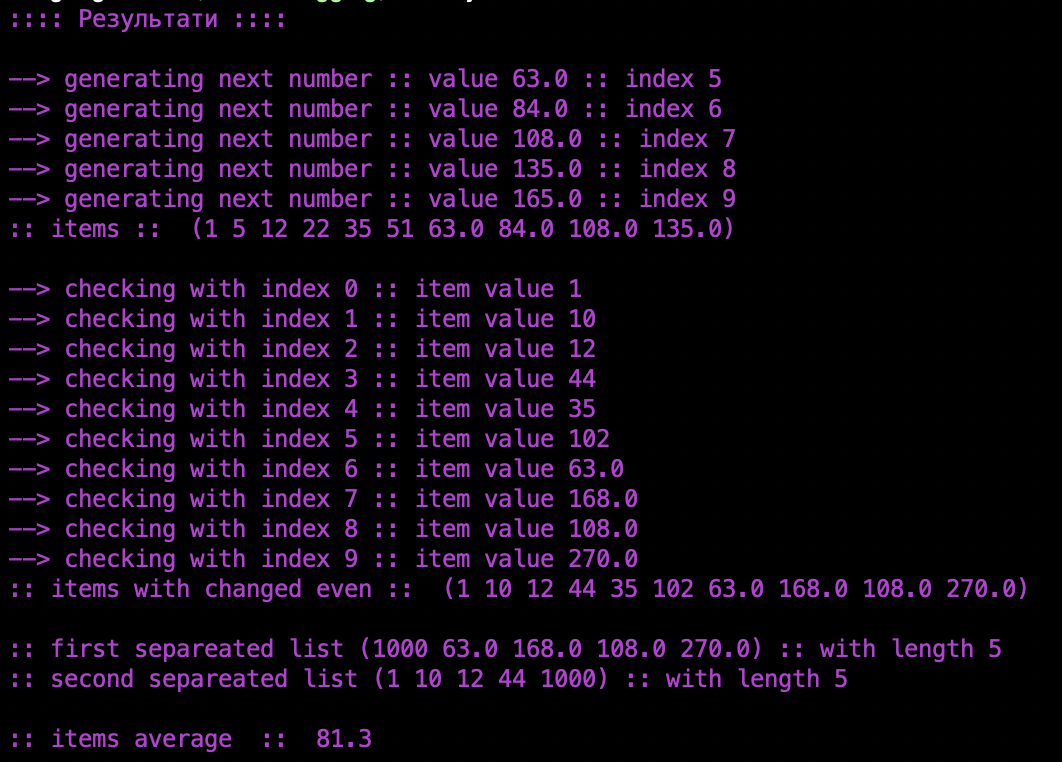 :::: Результати ::::
--> generating next number :: value 63.0 :: index 5
--> generating next number :: value 84.0 :: index 6
--> generating next number :: value 108.0 :: index 7
--> generating next number :: value 135.0 :: index 8
--> generating next number :: value 165.0 :: index 9
:: items ::  (1 5 12 22 35 51 63.0 84.0 108.0 135.0)
--> checking with index 0 :: item value 1
--> checking with index 1 :: item value 10
--> checking with index 2 :: item value 12
--> checking with index 3 :: item value 44
--> checking with index 4 :: item value 35
--> checking with index 5 :: item value 102
--> checking with index 6 :: item value 63.0
--> checking with index 7 :: item value 168.0
--> checking with index 8 :: item value 108.0
--> checking with index 9 :: item value 270.0
:: items with changed even ::  (1 10 12 44 35 102 63.0 168.0 108.0 270.0)
:: first separeated list (1000 63.0 168.0 108.0 270.0) :: with length 5
:: second separeated list (1 10 12 44 1000) :: with length 5
:: items average  ::  81.3